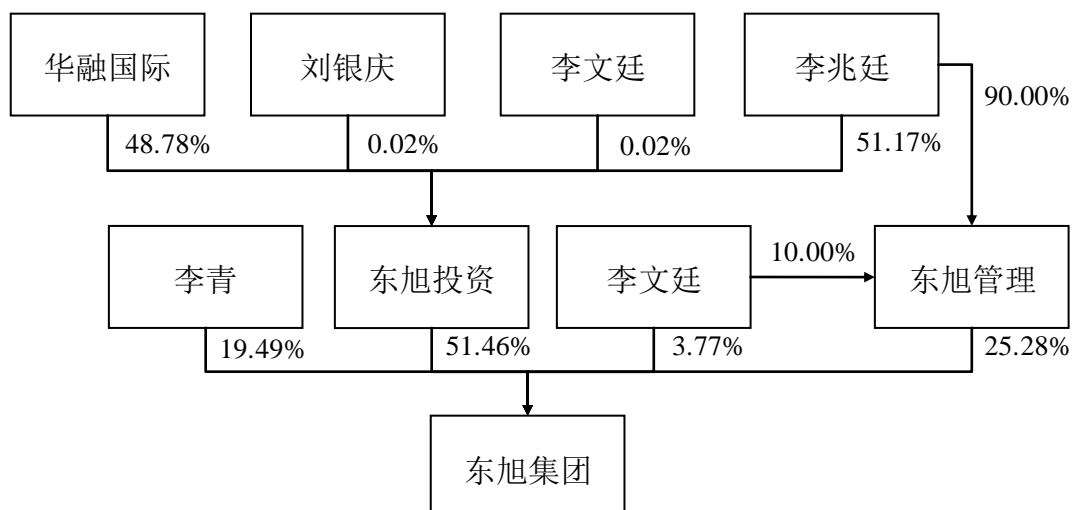 华融国际
刘银庆
李文廷
李兆廷
90.00%
48.78%
0.02%
0.02%
51.17%
李青
东旭投资
李文廷
10.00%
东旭管理
19.49%
51.46%
3.77%
25.28%
东旭集团